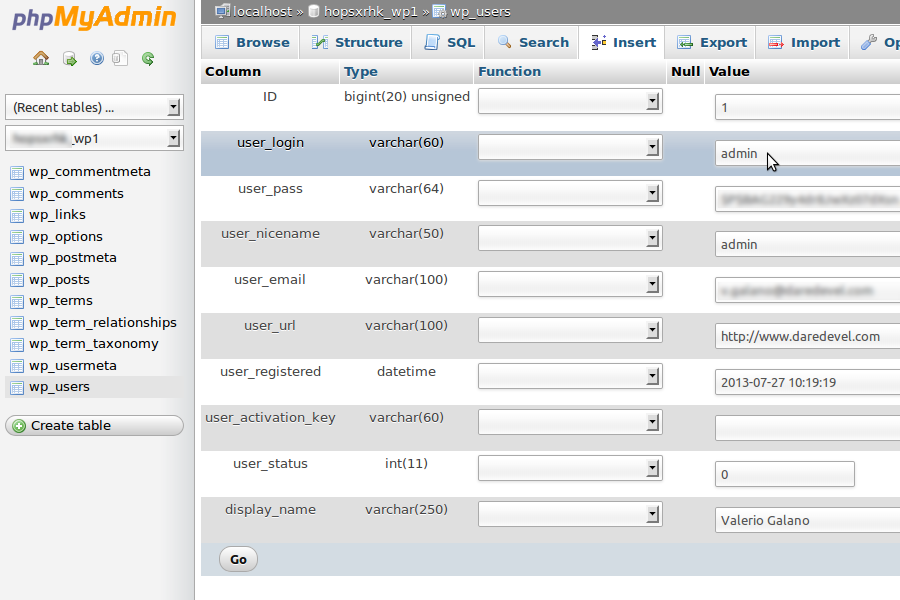 phpMyAdmin
localhost » hopsxrhk_wp1 » wp_users
Browse Structure SQL Search Insert Export Import Op
(Recent tables) ...
_wp1
wp_commentmeta
wp_comments
wp_links
wp_options
wp_postmeta
wp_posts
wp_terms
wp_term_relationships
wp_term_taxonomy
wp_usermeta
wp_users
Create table
Column Type Function Null Value
ID bigint(20) unsigned 1
user_login varchar(60) admin
user_pass varchar(64)
user_nicename varchar(50) admin
user_email varchar(100)
user_url varchar(100) http://www.daredevel.com
user_registered datetime 2013-07-27 10:19:19
user_activation_key varchar(60)
user_status int(11) 0
display_name varchar(250) Valerio Galano
Go